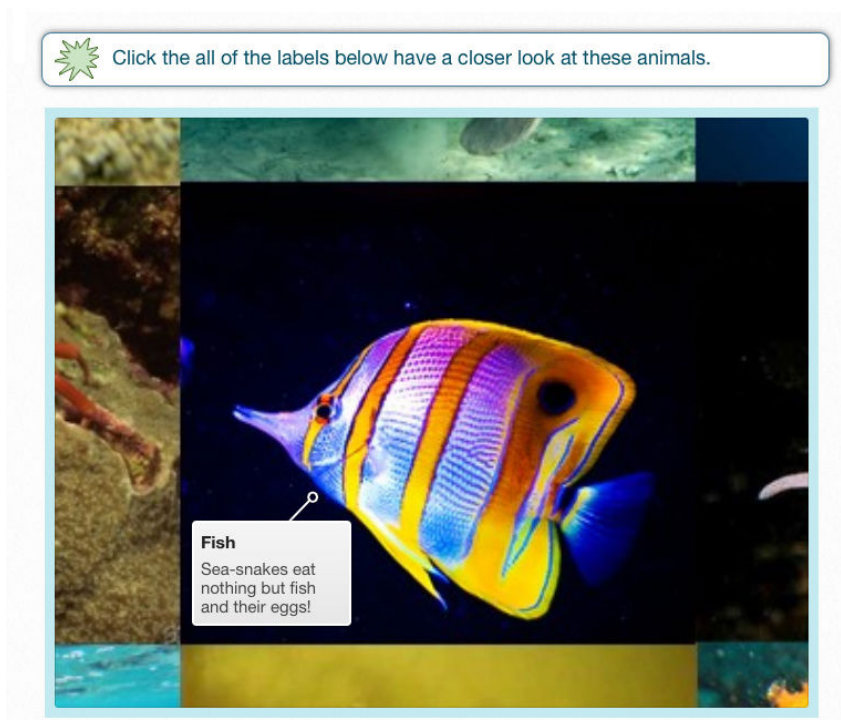 Click the all of the labels below have a closer look at these animals.
Fish
Sea-snakes eat
nothing but fish
and their eggs!